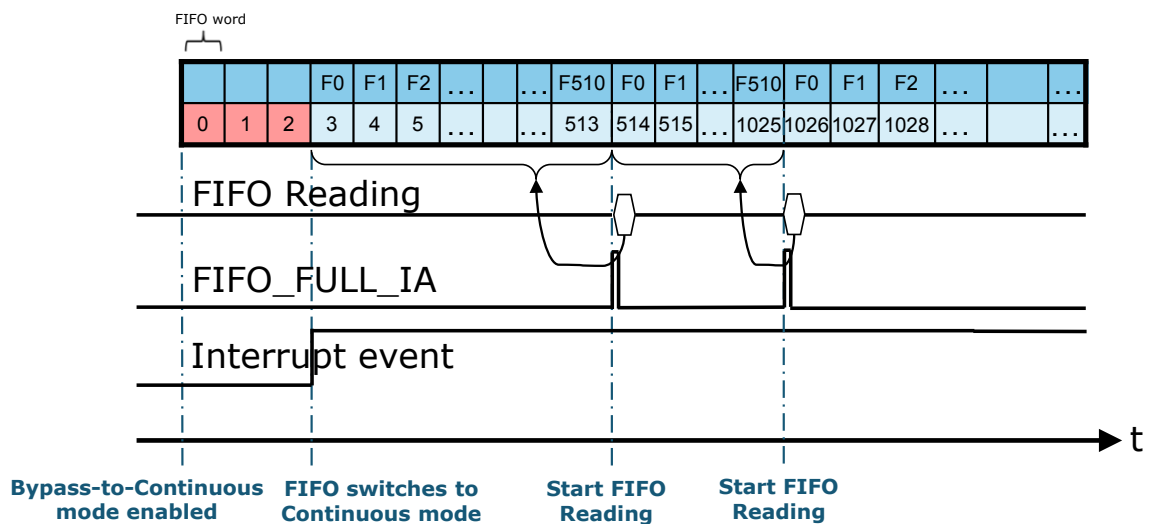 FIFO word
F0 F1 F2 ... ... F510 F0 F1 ... F510 F0 F1 F2 ... ...
0 1 2 3 4 5 ... ... 513 514 515 ... 1025 1026 1027 1028 ... ...
FIFO Reading
FIFO_FULL_IA
Interrupt event
t
Bypass-to-Continuous
mode enabled
FIFO switches to
Continuous mode
Start FIFO
Reading
Start FIFO
Reading